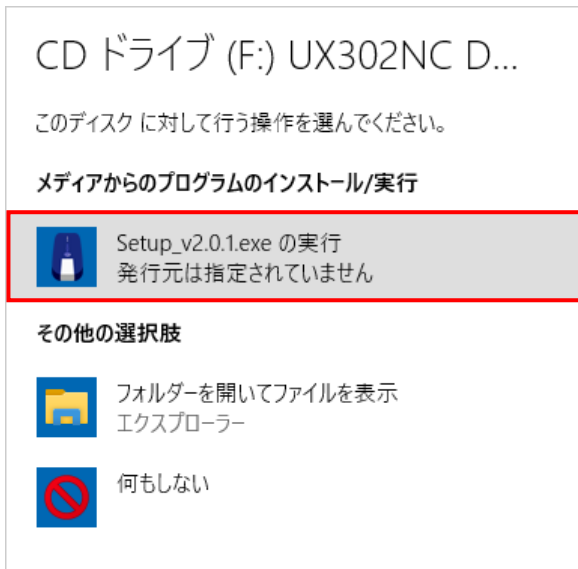 CD ドライブ (F:) UX302NC D...
このディスク に対して行う操作を選んでください。
メディアからのプログラムのインストール/実行
Setup_v2.0.1.exe の実行
発行元は指定されていません
その他の選択肢
フォルダーを開いてファイルを表示
エクスプローラー
何もしない